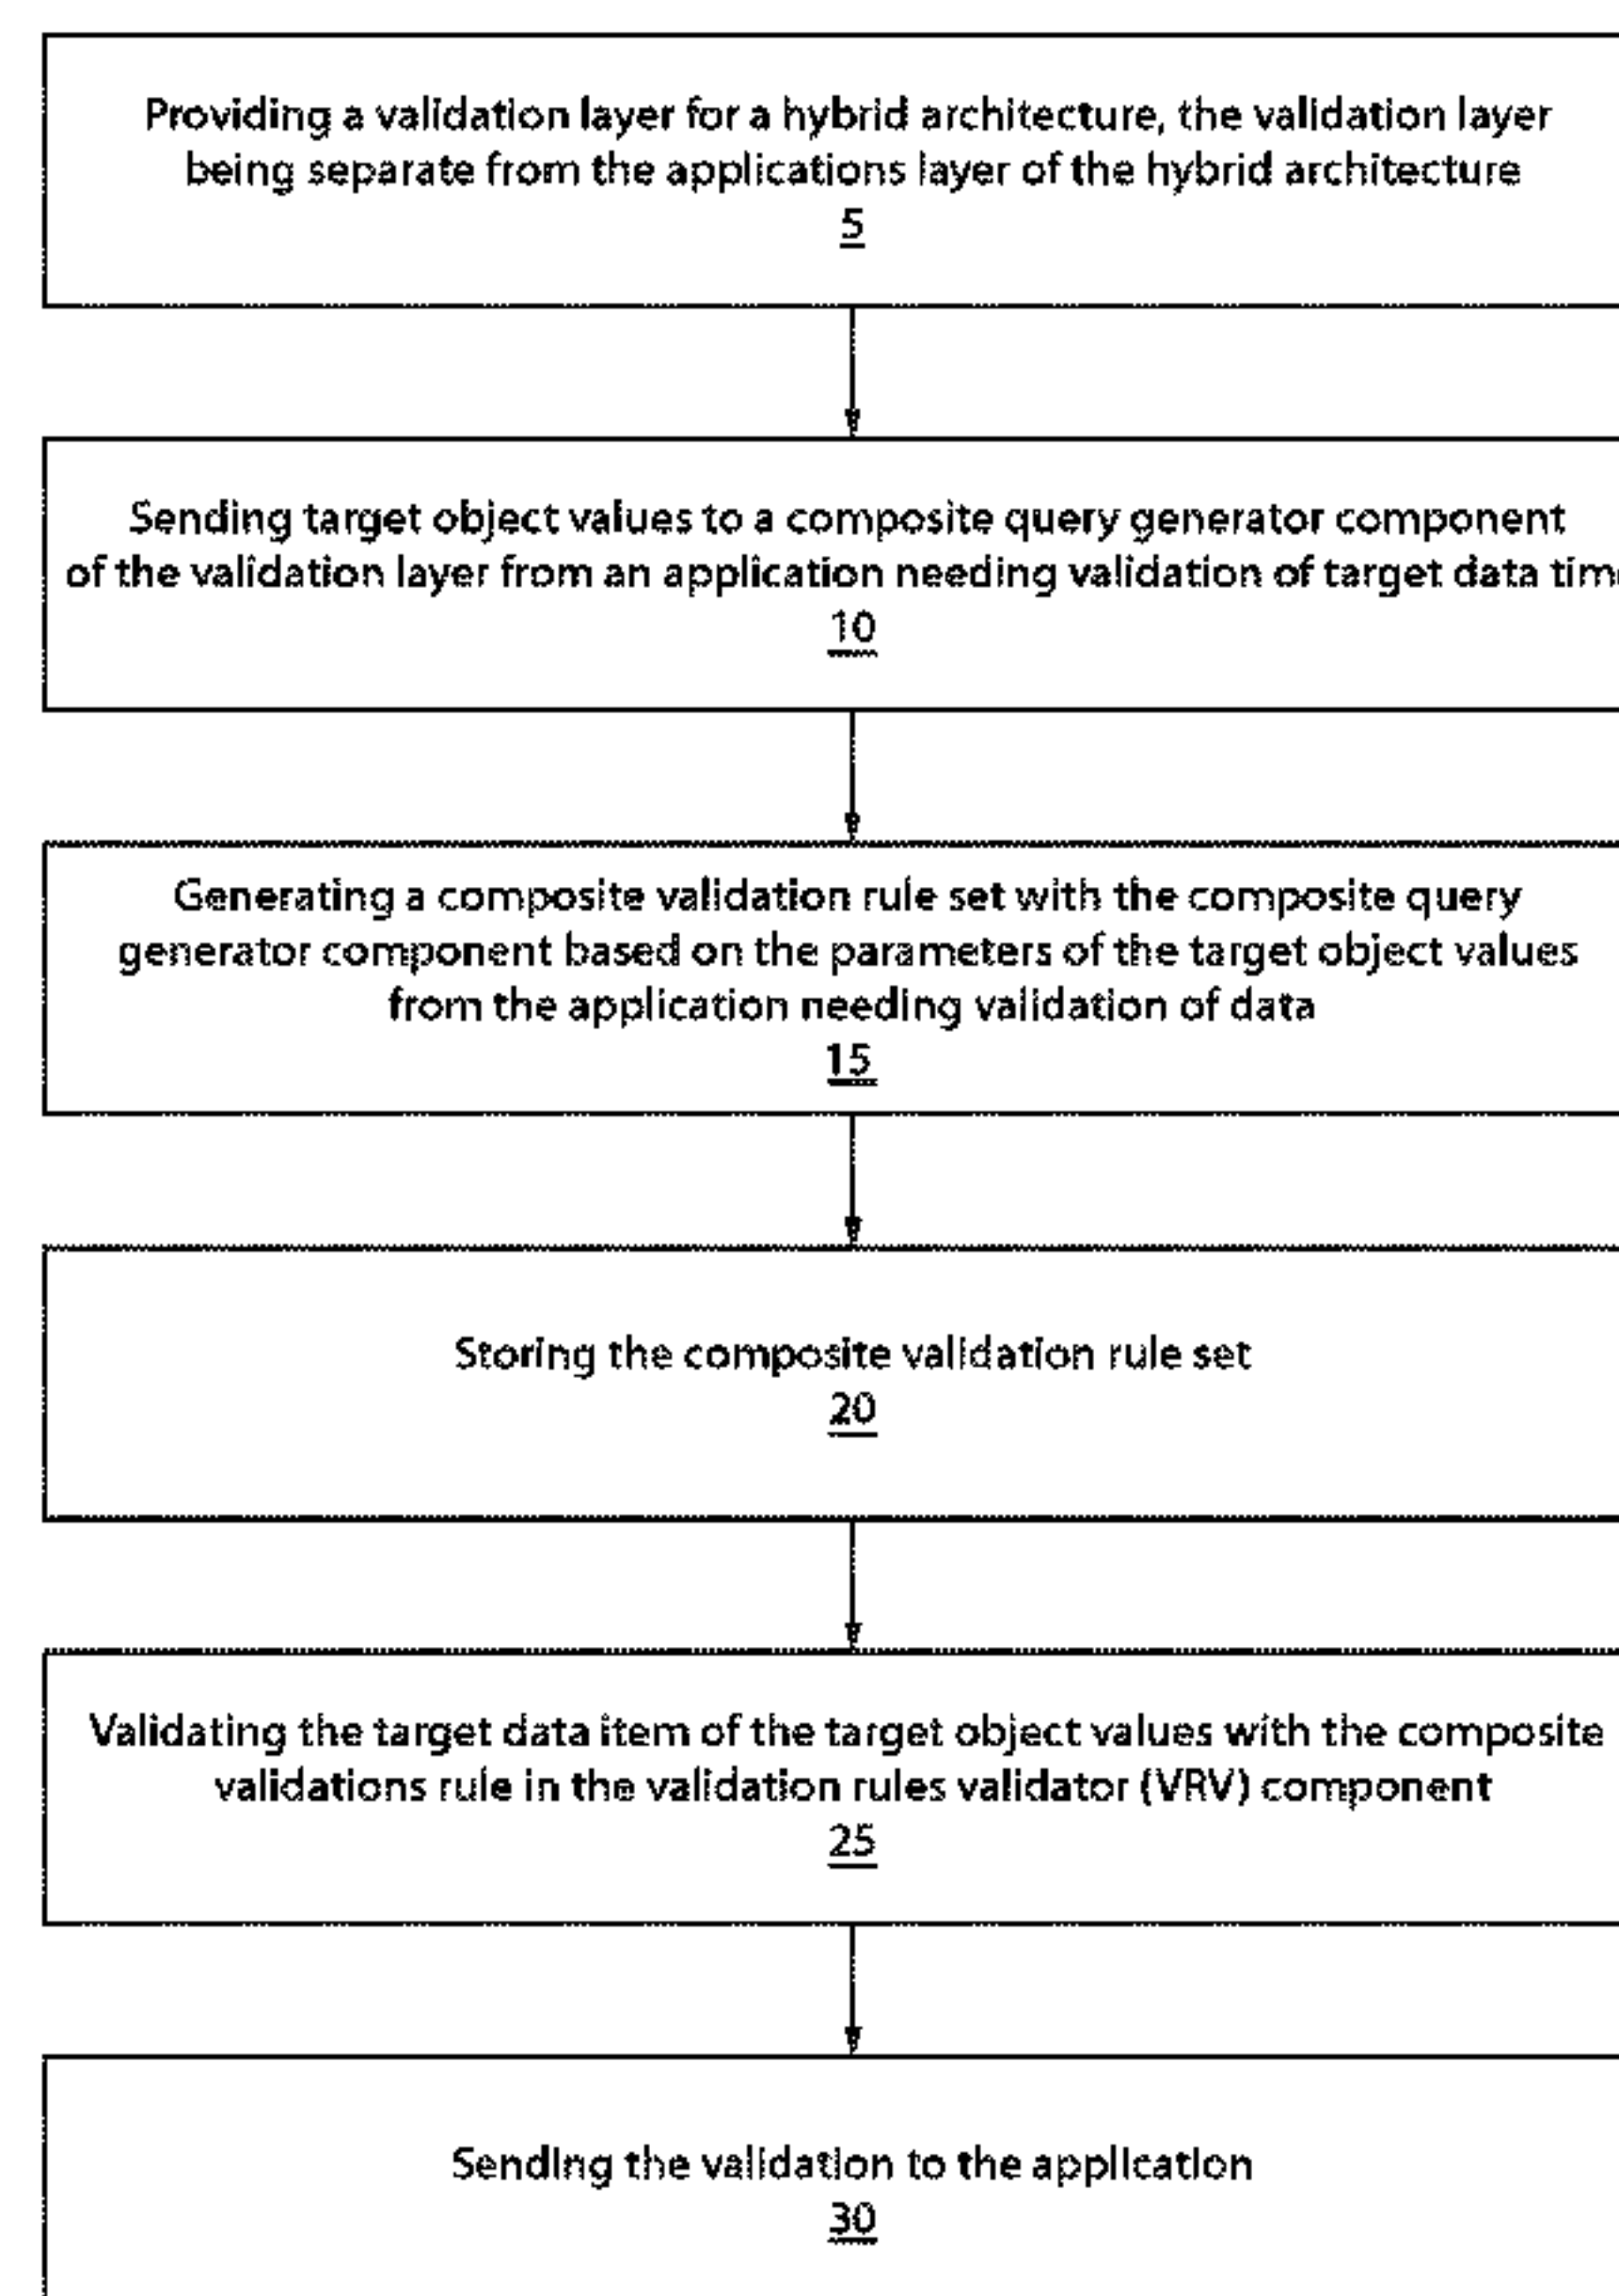 Providing a validation layer for a hybrid architecture, the validation layer
being separate from the applications layer of the hybrid architecture
5
Sending target object values to a composite query generator component
of the validation layer from an application needing validation of target data
10
Generating a composite validation rule set with the composite query
generator component based on the parameters of the target object values
from the application needing validation of data
15
Storing the composite validation rule set
20
Validating the target data item of the target object values with the composite
validations rule in the validation rules validator (VRV) component
25
Sending the validation to the application
30